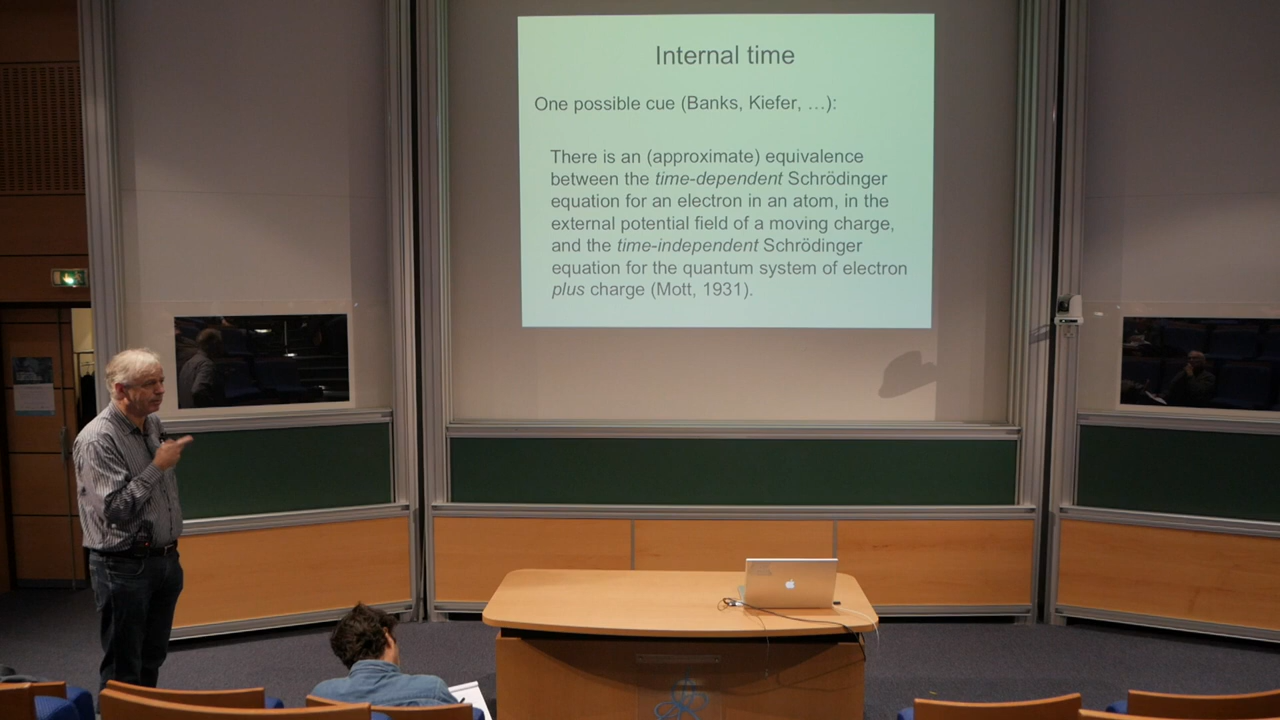 Internal time
One possible cue (Banks, Kiefer, …):
There is an (approximate) equivalence
between the time-dependent Schrödinger
equation for an electron in an atom, in the
external potential field of a moving charge,
and the time-independent Schrödinger
equation for the quantum system of electron
plus charge (Mott, 1931).